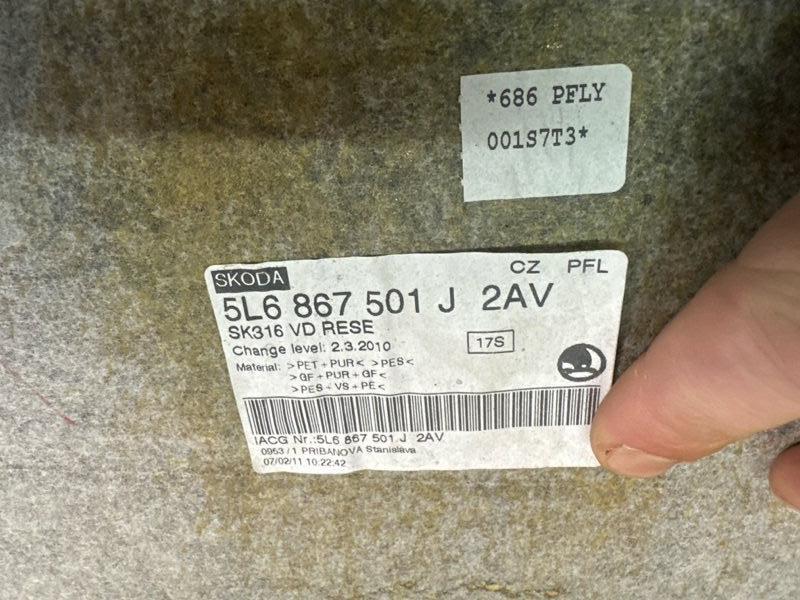 *686 PFLY
001S7T3*
SKODA
CZ PFL
5L6 867 501 J 2AV
SK316 VD RESE
Change level: 2.3.2010
17S
Material: >PET+PUR< >PES<
>GF+PUR+GF<
>PES+VS+PE<
IACG Nr.:5L6 867 501 J 2AV
0963/1 PRIBANOVA Stanislava
07/02/11 10:22:42